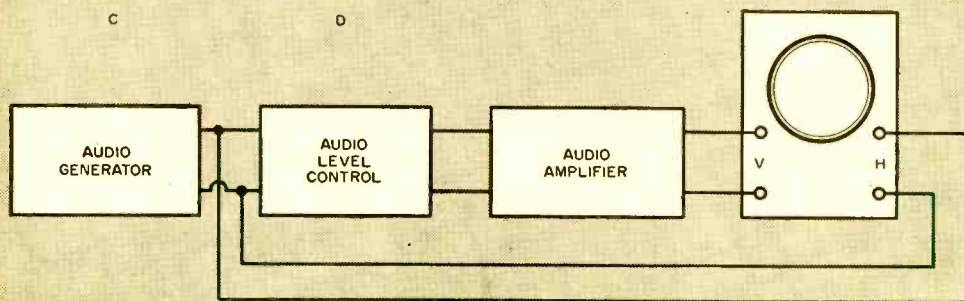 C D
AUDIO
GENERATOR
AUDIO
LEVEL
CONTROL
AUDIO
AMPLIFIER
V H